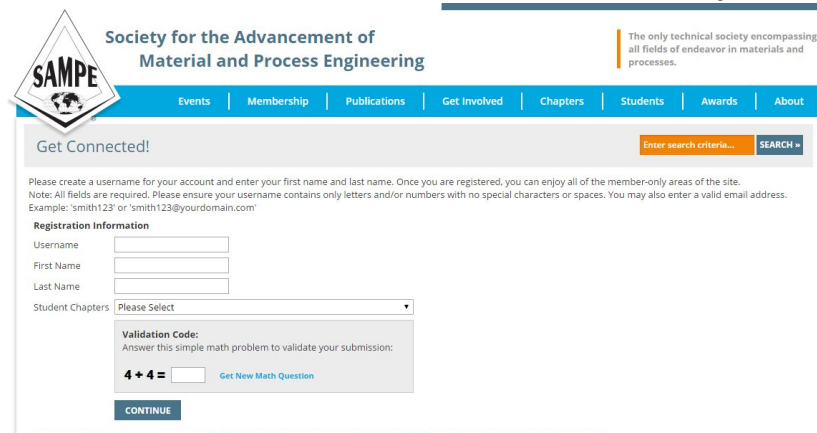 Society for the Advancement of
Material and Process Engineering
The only technical society encompassing
all fields of endeavor in materials and
processes.
SAMPE
Events | Membership | Publications | Get Involved | Chapters | Students | Awards | About
Get Connected!
Enter search criteria... SEARCH »
Please create a username for your account and enter your first name and last name. Once you are registered, you can enjoy all of the member-only areas of the site.
Note: All fields are required. Please ensure your username contains only letters and/or numbers with no special characters or spaces. You may also enter a valid email address.
Example: 'smith123' or 'smith123@yourdomain.com'
Registration Information
Username
First Name
Last Name
Student Chapters Please Select
Validation Code:
Answer this simple math problem to validate your submission:
4 + 4 = Get New Math Question
CONTINUE